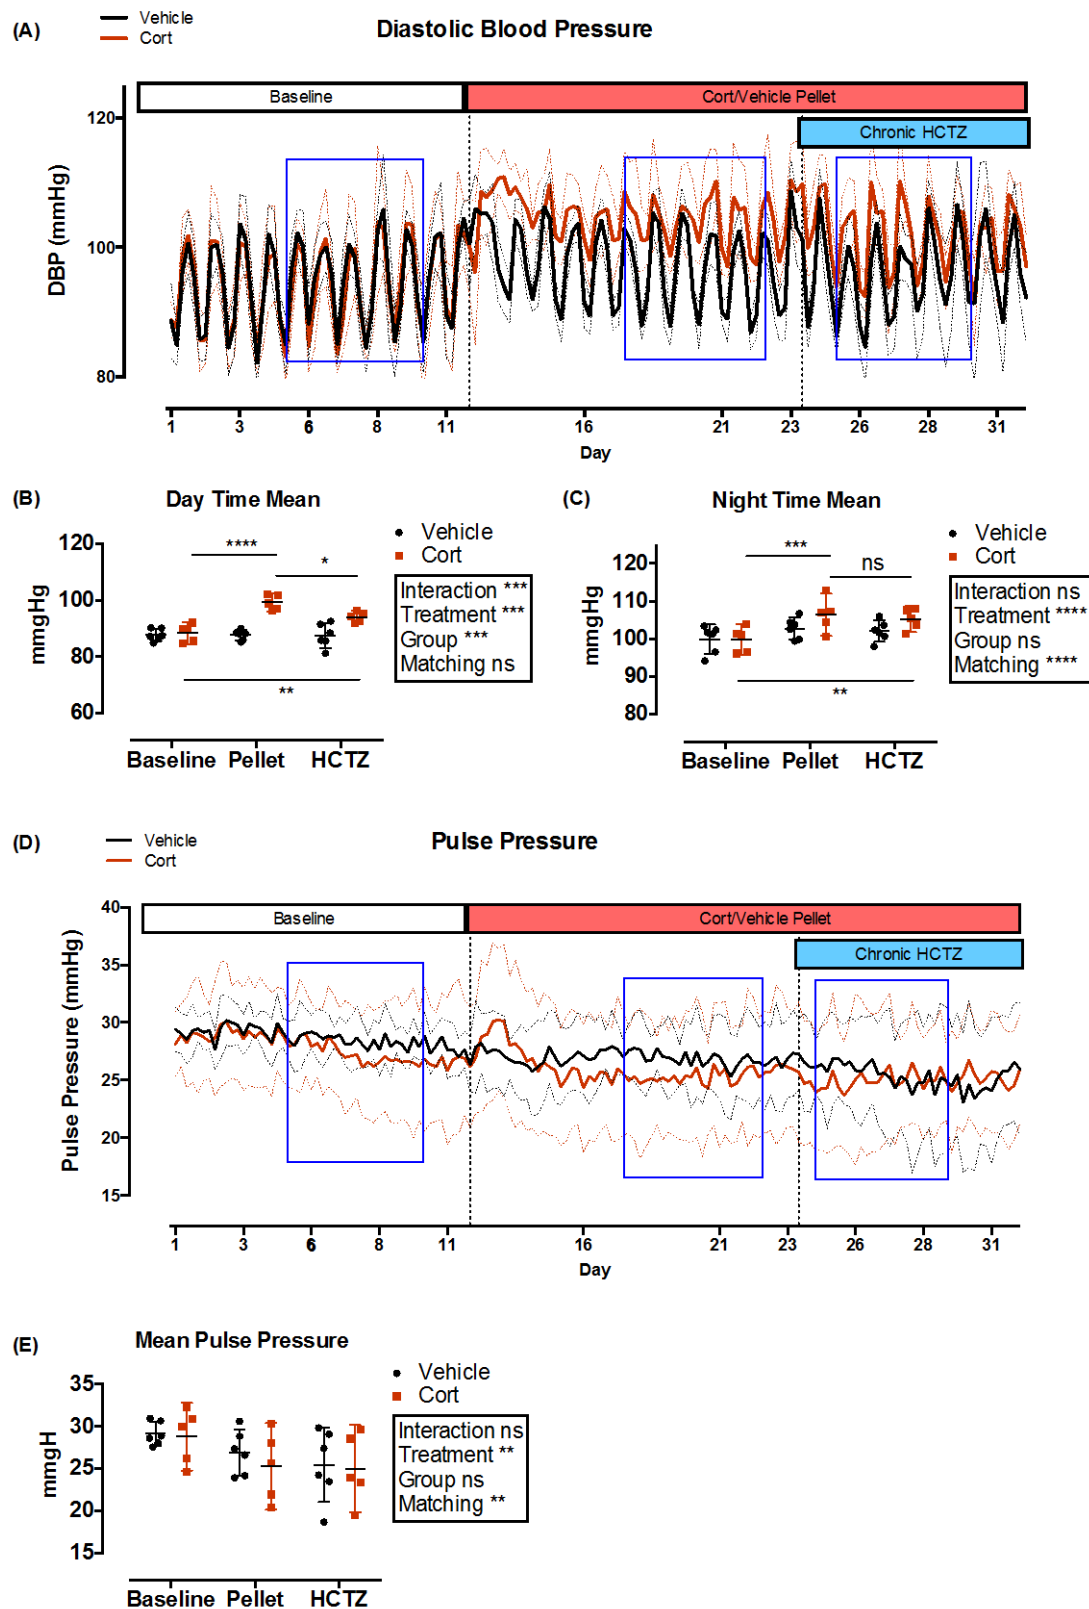 (A)
Vehicle
Cort
Diastolic Blood Pressure
Baseline
Cort/Vehicle Pellet
Chronic HCTZ
DBP (mmHg)
120
100
80
1 3 6 8 11 16 21 23 26 28 31
Day
(B)
Day Time Mean
mmgHg
120
100
80
60
**** 
*
**
Vehicle
Cort
Interaction ***
Treatment ***
Group ***
Matching ns
Baseline Pellet HCTZ
(C)
Night Time Mean
mmgHg
120
110
100
90
80
***
ns
**
Vehicle
Cort
Interaction ns
Treatment ****
Group ns
Matching ****
Baseline Pellet HCTZ
(D)
Vehicle
Cort
Pulse Pressure
Baseline
Cort/Vehicle Pellet
Chronic HCTZ
Pulse Pressure (mmHg)
40
35
30
25
20
15
1 3 6 8 11 16 21 23 26 28 31
Day
(E)
Mean Pulse Pressure
mmgH
35
30
25
20
15
Vehicle
Cort
Interaction ns
Treatment **
Group ns
Matching **
Baseline Pellet HCTZ